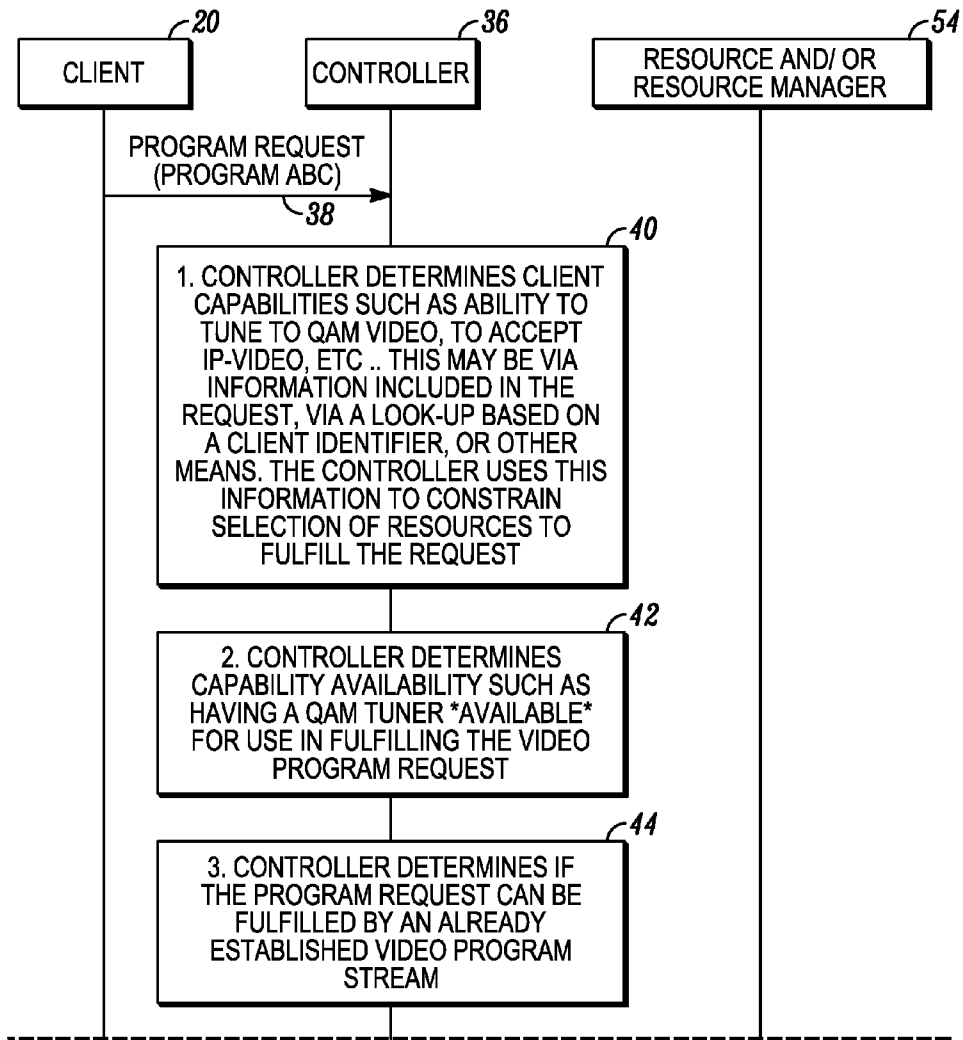 20
36
54
CLIENT
CONTROLLER
RESOURCE AND/ OR
RESOURCE MANAGER
PROGRAM REQUEST
(PROGRAM ABC)
38
40
1. CONTROLLER DETERMINES CLIENT
CAPABILITIES SUCH AS ABILITY TO
TUNE TO QAM VIDEO, TO ACCEPT
IP-VIDEO, ETC .. THIS MAY BE VIA
INFORMATION INCLUDED IN THE
REQUEST, VIA A LOOK-UP BASED ON
A CLIENT IDENTIFIER, OR OTHER
MEANS. THE CONTROLLER USES THIS
INFORMATION TO CONSTRAIN
SELECTION OF RESOURCES TO
FULFILL THE REQUEST
42
2. CONTROLLER DETERMINES
CAPABILITY AVAILABILITY SUCH AS
HAVING A QAM TUNER *AVAILABLE*
FOR USE IN FULFILLING THE VIDEO
PROGRAM REQUEST
44
3. CONTROLLER DETERMINES IF
THE PROGRAM REQUEST CAN BE
FULFILLED BY AN ALREADY
ESTABLISHED VIDEO PROGRAM
STREAM